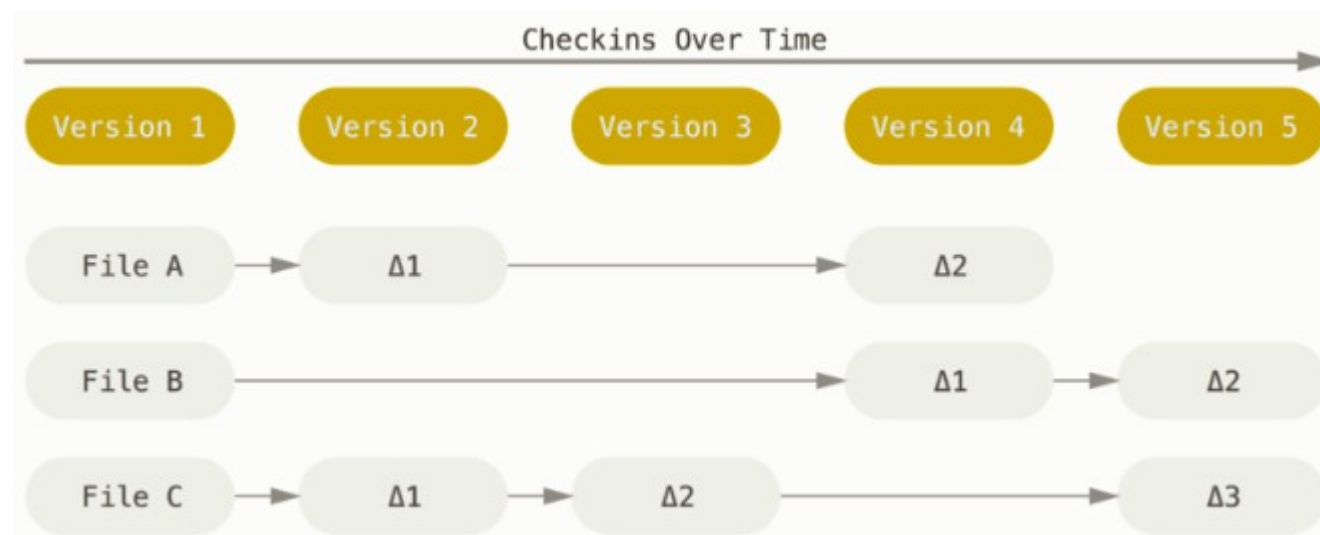 Checkins Over Time
Version 1 Version 2 Version 3 Version 4 Version 5
File A Δ1 Δ2
File B Δ1 Δ2
File C Δ1 Δ2 Δ3